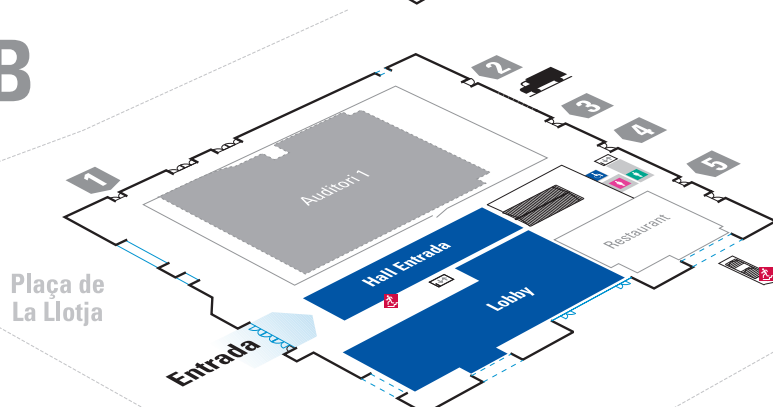 B
2
3
4
5
1
Auditori 1
Restaurant
Hall Entrada
Lobby
Plaça de
La Llotja
Entrada